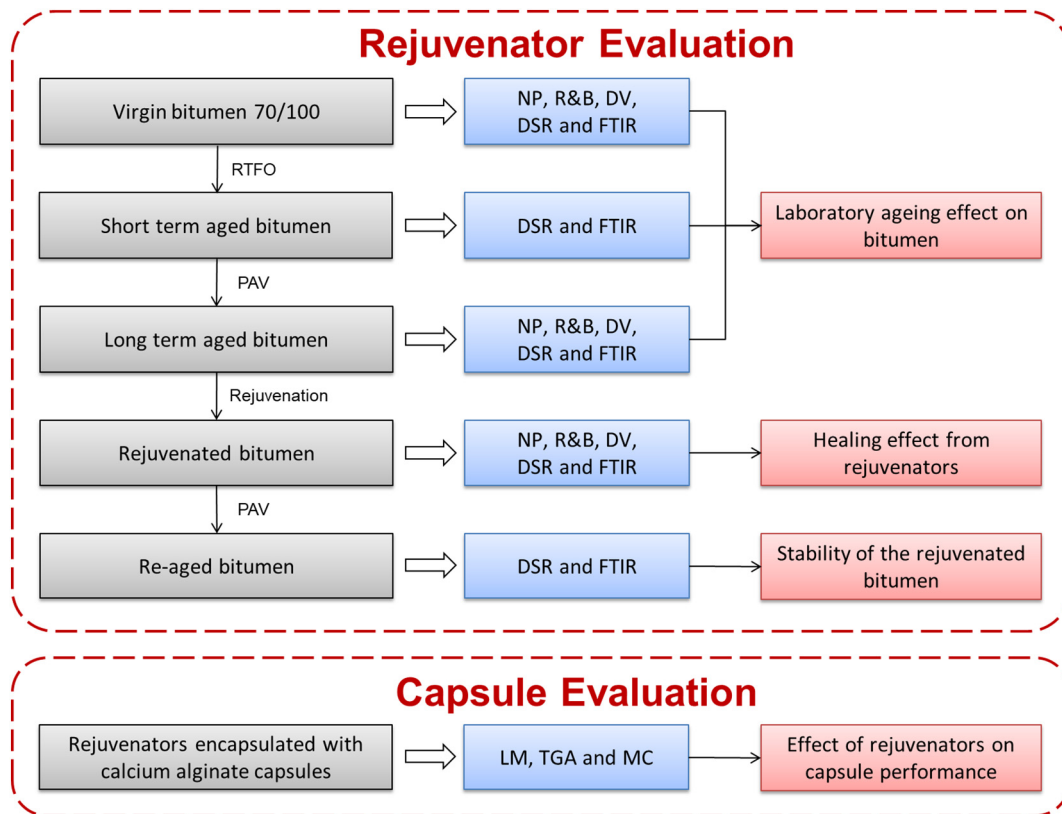 Rejuvenator Evaluation
Virgin bitumen 70/100
NP, R&B, DV,
DSR and FTIR
RTFO
Short term aged bitumen
DSR and FTIR
Laboratory ageing effect on
bitumen
PAV
Long term aged bitumen
NP, R&B, DV,
DSR and FTIR
Rejuvenation
Rejuvenated bitumen
NP, R&B, DV,
DSR and FTIR
Healing effect from
rejuvenators
PAV
Re-aged bitumen
DSR and FTIR
Stability of the rejuvenated
bitumen
Capsule Evaluation
Rejuvenators encapsulated with
calcium alginate capsules
LM, TGA and MC
Effect of rejuvenators on
capsule performance